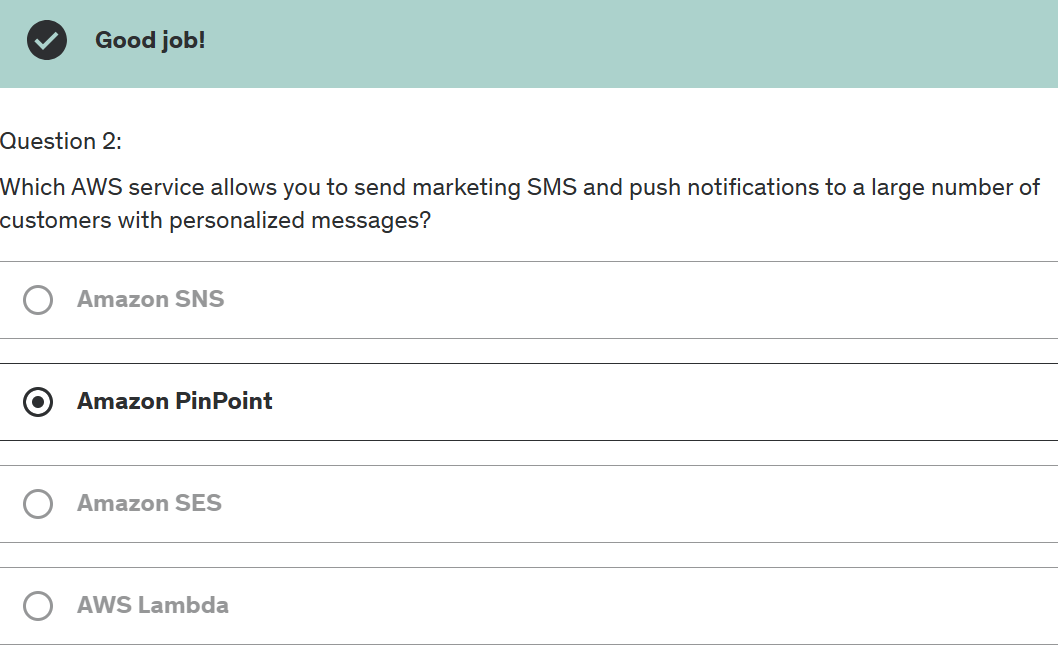 Good job!
Question 2:
Which AWS service allows you to send marketing SMS and push notifications to a large number of
customers with personalized messages?
Amazon SNS
Amazon PinPoint
Amazon SES
AWS Lambda